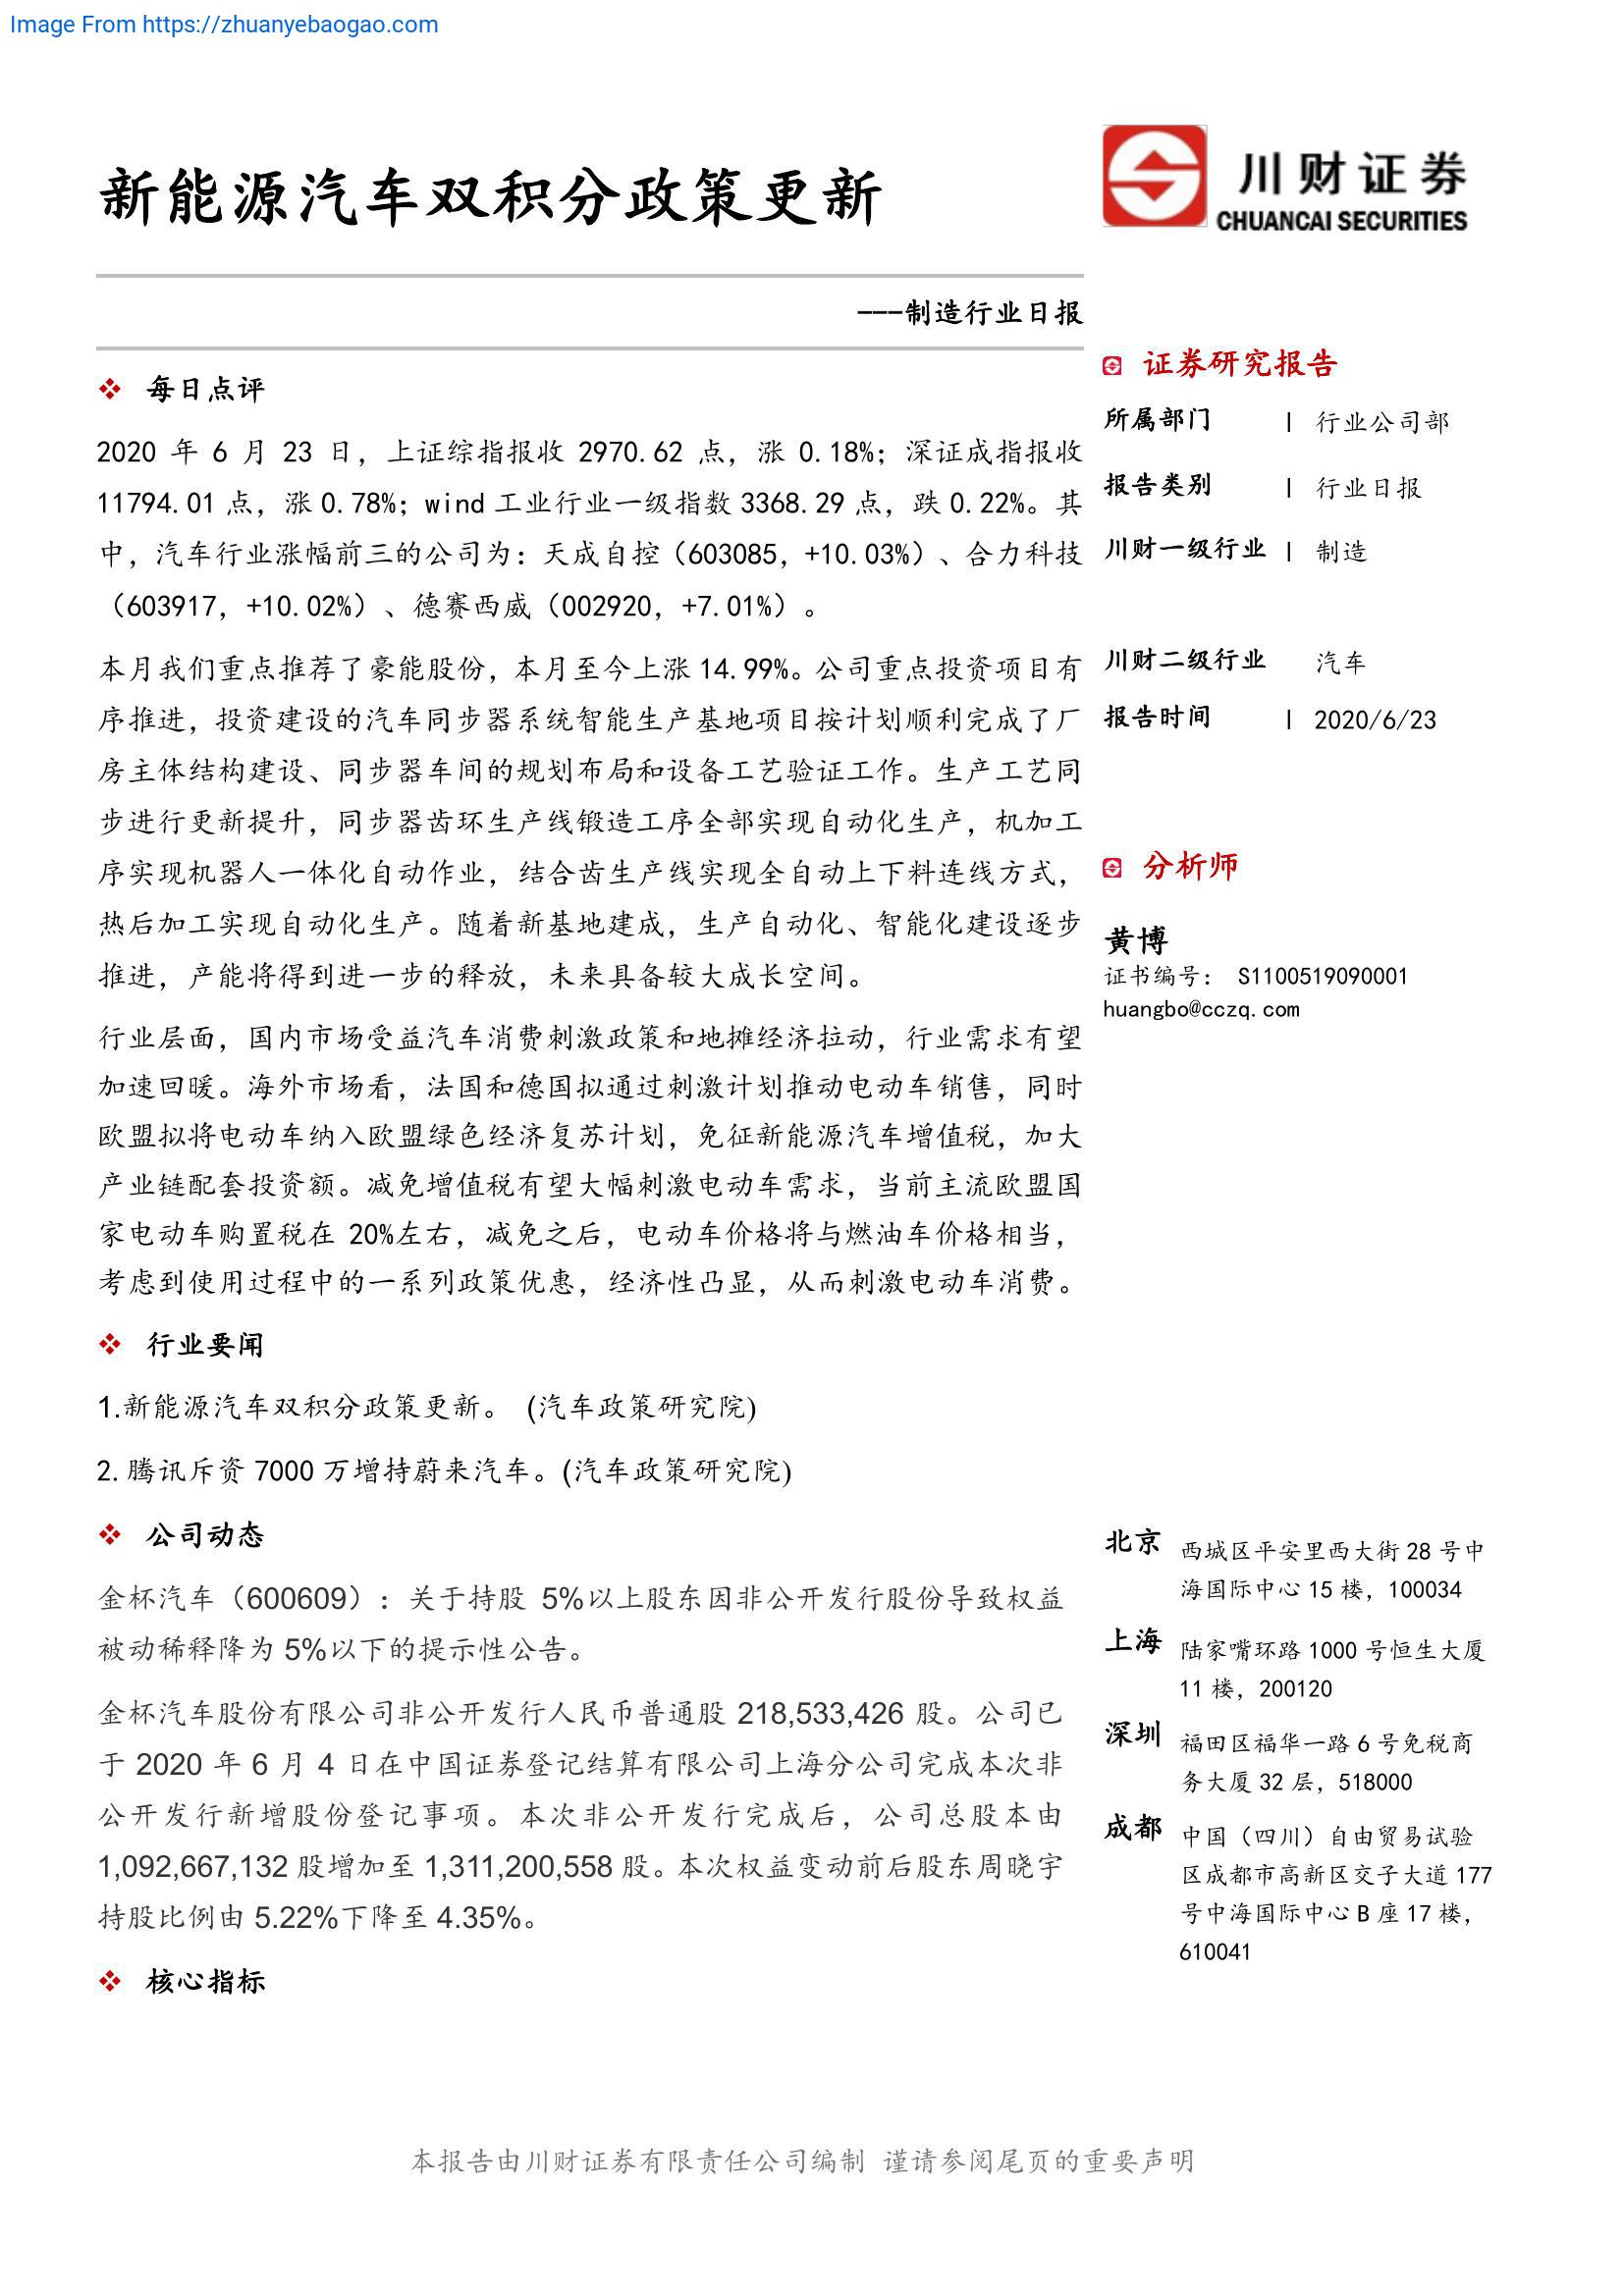 Image From https://zhuanyebaogao.com
新能源汽车双积分政策更新
川财证券
CHUANCAI SECURITIES
---制造行业日报
❖ 每日点评
2020 年 6 月 23 日，上证综指报收 2970.62 点，涨 0.18%；深证成指报收
11794.01 点，涨 0.78%；wind 工业行业一级指数 3368.29 点，跌 0.22%。其
中，汽车行业涨幅前三的公司为：天成自控（603085，+10.03%）、合力科技
（603917，+10.02%）、德赛西威（002920，+7.01%）。
本月我们重点推荐了豪能股份，本月至今上涨 14.99%。公司重点投资项目有
序推进，投资建设的汽车同步器系统智能生产基地项目按计划顺利完成了厂
房主体结构建设、同步器车间的规划布局和设备工艺验证工作。生产工艺同
步进行更新提升，同步器齿环生产线锻造工序全部实现自动化生产，机加工
序实现机器人一体化自动作业，结合齿生产线实现全自动上下料连线方式，
热后加工实现自动化生产。随着新基地建成，生产自动化、智能化建设逐步
推进，产能将得到进一步的释放，未来具备较大成长空间。
行业层面，国内市场受益汽车消费刺激政策和地摊经济拉动，行业需求有望
加速回暖。海外市场看，法国和德国拟通过刺激计划推动电动车销售，同时
欧盟拟将电动车纳入欧盟绿色经济复苏计划，免征新能源汽车增值税，加大
产业链配套投资额。减免增值税有望大幅刺激电动车需求，当前主流欧盟国
家电动车购置税在 20%左右，减免之后，电动车价格将与燃油车价格相当，
考虑到使用过程中的一系列政策优惠，经济性凸显，从而刺激电动车消费。
❖ 行业要闻
1.新能源汽车双积分政策更新。 (汽车政策研究院)
2.腾讯斥资 7000 万增持蔚来汽车。(汽车政策研究院)
❖ 公司动态
金杯汽车（600609）：关于持股 5%以上股东因非公开发行股份导致权益
被动稀释降为 5%以下的提示性公告。
金杯汽车股份有限公司非公开发行人民币普通股 218,533,426 股。公司已
于 2020 年 6 月 4 日在中国证券登记结算有限公司上海分公司完成本次非
公开发行新增股份登记事项。本次非公开发行完成后，公司总股本由
1,092,667,132 股增加至 1,311,200,558 股。本次权益变动前后股东周晓宇
持股比例由 5.22%下降至 4.35%。
❖ 核心指标
证券研究报告
所属部门 | 行业公司部
报告类别 | 行业日报
川财一级行业 | 制造
川财二级行业 汽车
报告时间 | 2020/6/23
分析师
黄博
证书编号： S1100519090001
huangbo@cczq.com
北京 西城区平安里西大街 28 号中
海国际中心 15 楼，100034
上海 陆家嘴环路 1000 号恒生大厦
11 楼，200120
深圳 福田区福华一路 6 号免税商
务大厦 32 层，518000
成都 中国（四川）自由贸易试验
区成都市高新区交子大道 177
号中海国际中心 B 座 17 楼，
610041
本报告由川财证券有限责任公司编制 谨请参阅尾页的重要声明